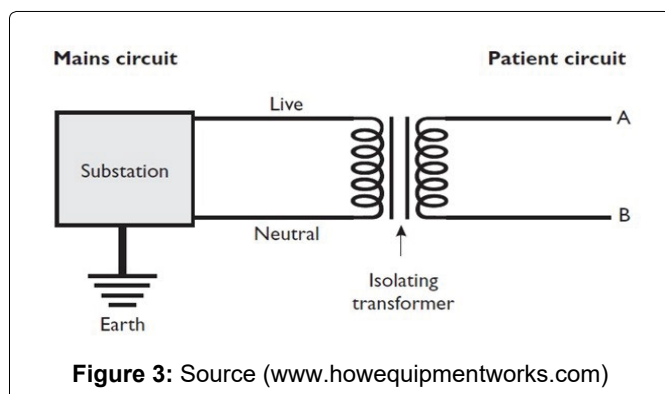 Mains circuit
Patient circuit
Live
A
Substation
B
Neutral
Isolating
transformer
Earth
Figure 3: Source (www.howequipmentworks.com)